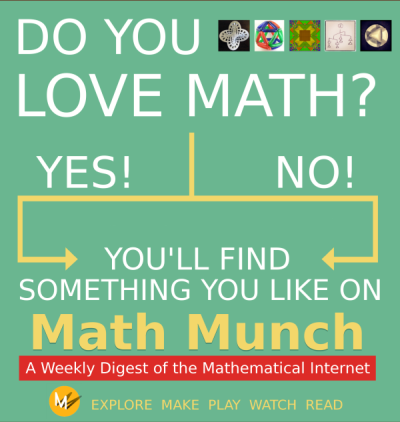 DO YOU
LOVE MATH?
YES! NO!
YOU'LL FIND
SOMETHING YOU LIKE ON
Math Munch
A Weekly Digest of the Mathematical Internet
M EXPLORE MAKE PLAY WATCH READ